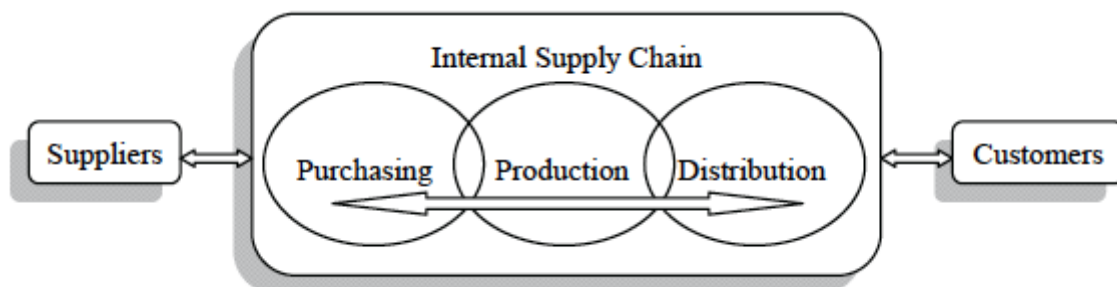 Internal Supply Chain
Suppliers
Purchasing
Production
Distribution
Customers